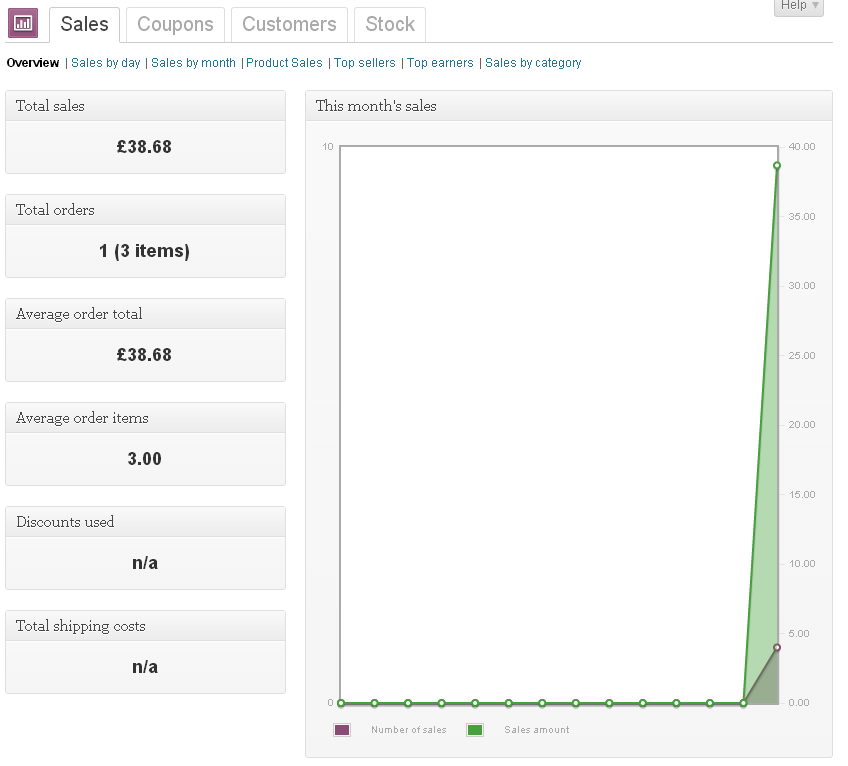 Help
Sales Coupons Customers Stock
Overview | Sales by day | Sales by month | Product Sales | Top sellers | Top earners | Sales by category
Total sales
£38.68
Total orders
1 (3 items)
Average order total
£38.68
Average order items
3.00
Discounts used
n/a
Total shipping costs
n/a
This month's sales
10
0
40.00
35.00
30.00
25.00
20.00
15.00
10.00
5.00
0.00
Number of sales
Sales amount